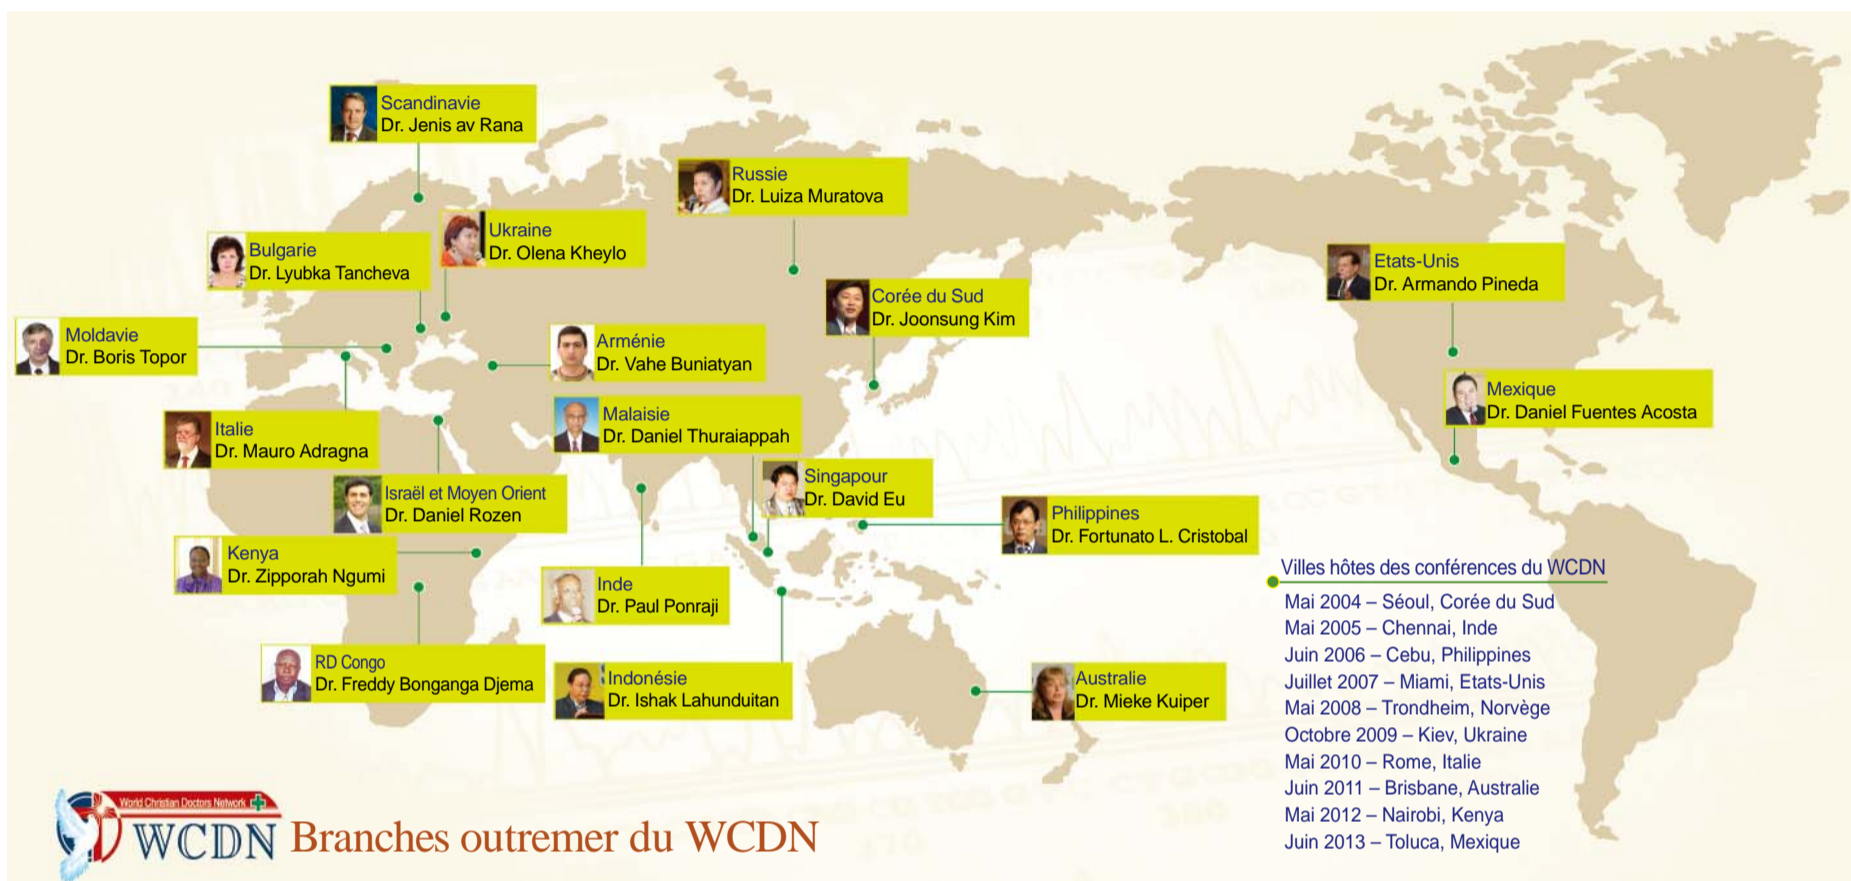 Scandinavie
Dr. Jenis av Rana
Russie
Dr. Luiza Muratova
Ukraine
Dr. Olena Kheylo
Bulgarie
Dr. Lyubka Tancheva
Etats-Unis
Dr. Armando Pineda
Corée du Sud
Dr. Joonsung Kim
Moldavie
Dr. Boris Topor
Arménie
Dr. Vahe Buniatyan
Mexique
Dr. Daniel Fuentes Acosta
Malaisie
Dr. Daniel Thuraiappah
Italie
Dr. Mauro Adragna
Singapour
Dr. David Eu
Israël et Moyen Orient
Dr. Daniel Rozen
Philippines
Dr. Fortunato L. Cristobal
Kenya
Dr. Zipporah Ngumi
Inde
Dr. Paul Ponraji
RD Congo
Dr. Freddy Bonganga Djema
Indonésie
Dr. Ishak Lahunduitan
Australie
Dr. Mieke Kuiper
Villes hôtes des conférences du WCDN
Mai 2004 – Séoul, Corée du Sud
Mai 2005 – Chennai, Inde
Juin 2006 – Cebu, Philippines
Juillet 2007 – Miami, Etats-Unis
Mai 2008 – Trondheim, Norvège
Octobre 2009 – Kiev, Ukraine
Mai 2010 – Rome, Italie
Juin 2011 – Brisbane, Australie
Mai 2012 – Nairobi, Kenya
Juin 2013 – Toluca, Mexique
World Christian Doctors Network
WCDN Branches outremer du WCDN